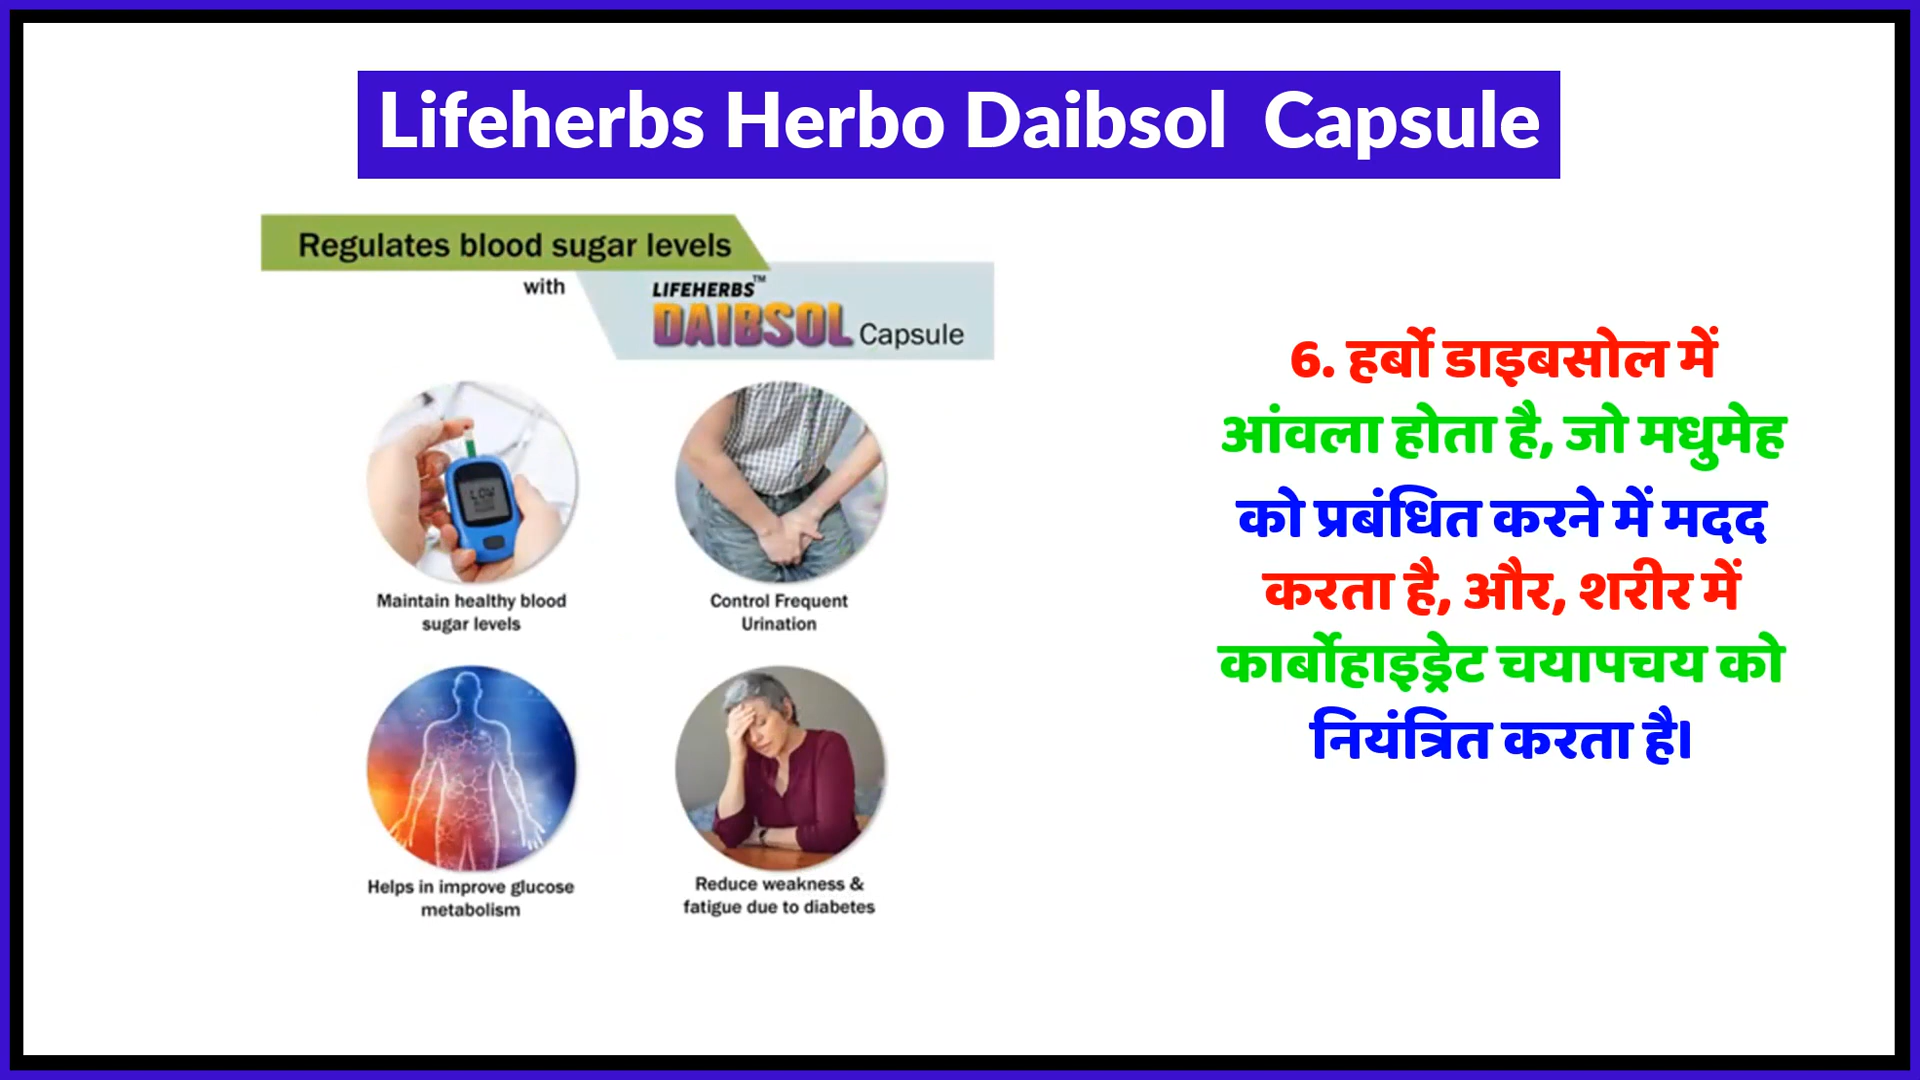 Lifeherbs Herbo Daibsol Capsule
Regulates blood sugar levels
with
LIFEHERBS™
DAIBSOL Capsule
LOW
Maintain healthy blood
sugar levels
Control Frequent
Urination
Helps in improve glucose
metabolism
Reduce weakness &
fatigue due to diabetes
6. हर्बो डाइबसोल में
आंवला होता है, जो मधुमेह
को प्रबंधित करने में मदद
करता है, और, शरीर में
कार्बोहाइड्रेट चयापचय को
नियंत्रित करता है।